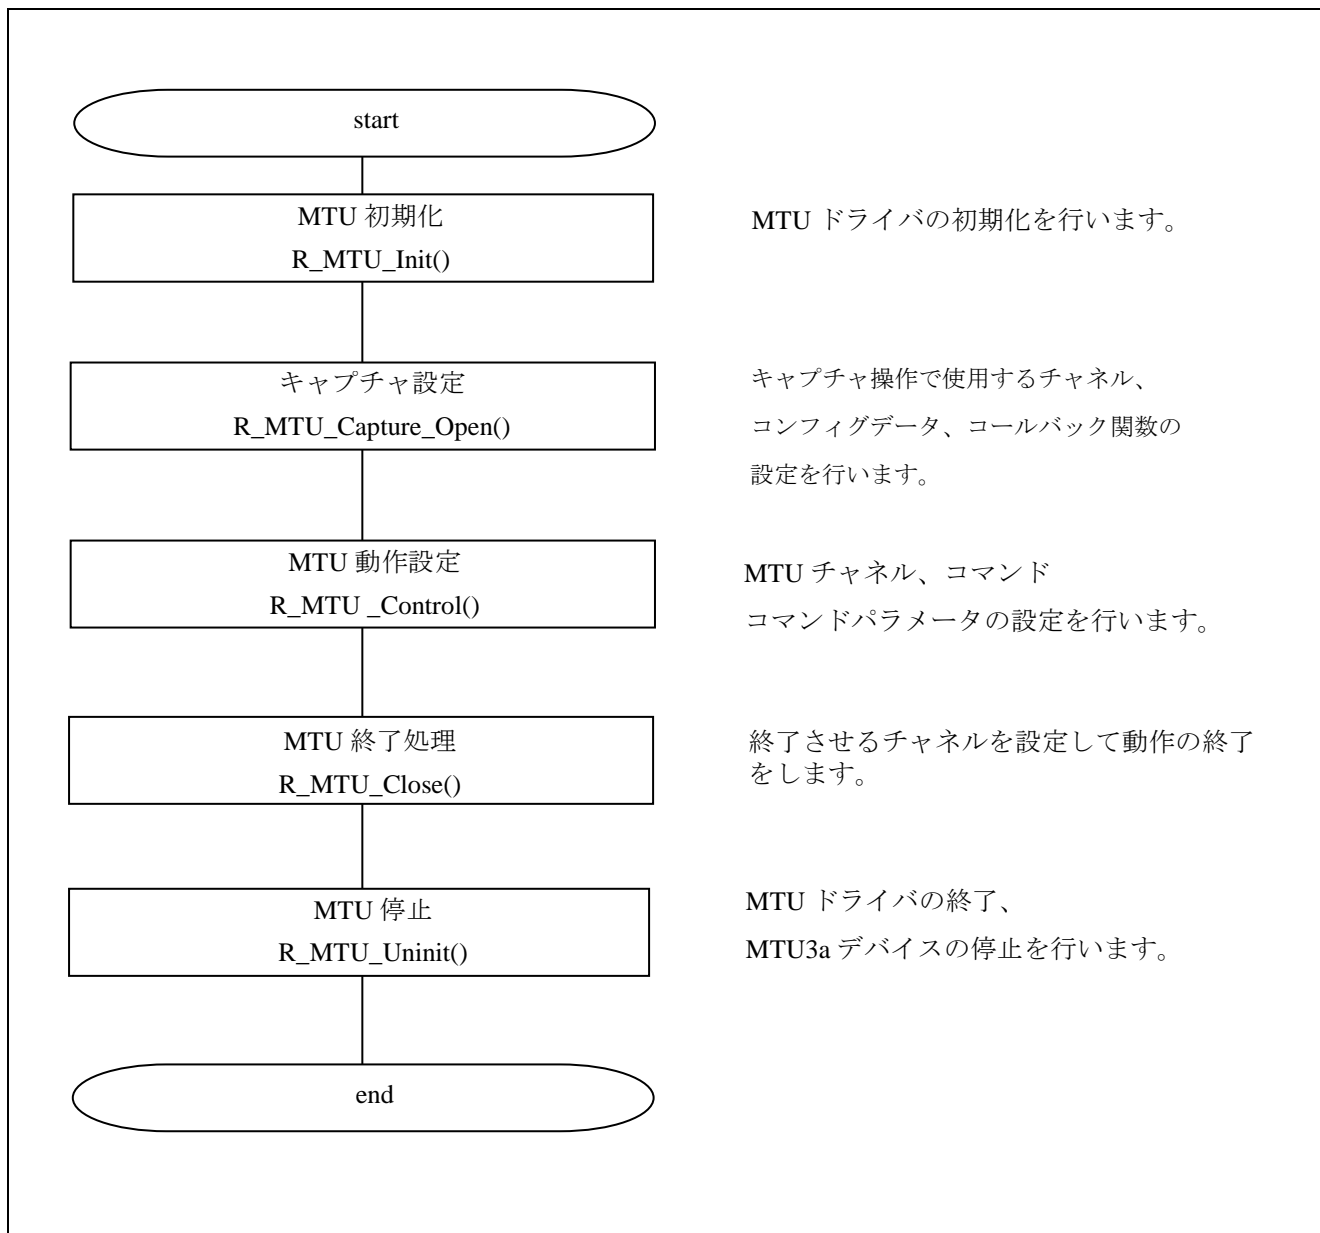 start
MTU 初期化
R_MTU_Init()
MTU ドライバの初期化を行います。
キャプチャ設定
R_MTU_Capture_Open()
キャプチャ操作で使用するチャネル、
コンフィグデータ、コールバック関数の
設定を行います。
MTU 動作設定
R_MTU _Control()
MTU チャネル、コマンド
コマンドパラメータの設定を行います。
MTU 終了処理
R_MTU_Close()
終了させるチャネルを設定して動作の終了
をします。
MTU 停止
R_MTU_Uninit()
MTU ドライバの終了、
MTU3a デバイスの停止を行います。
end